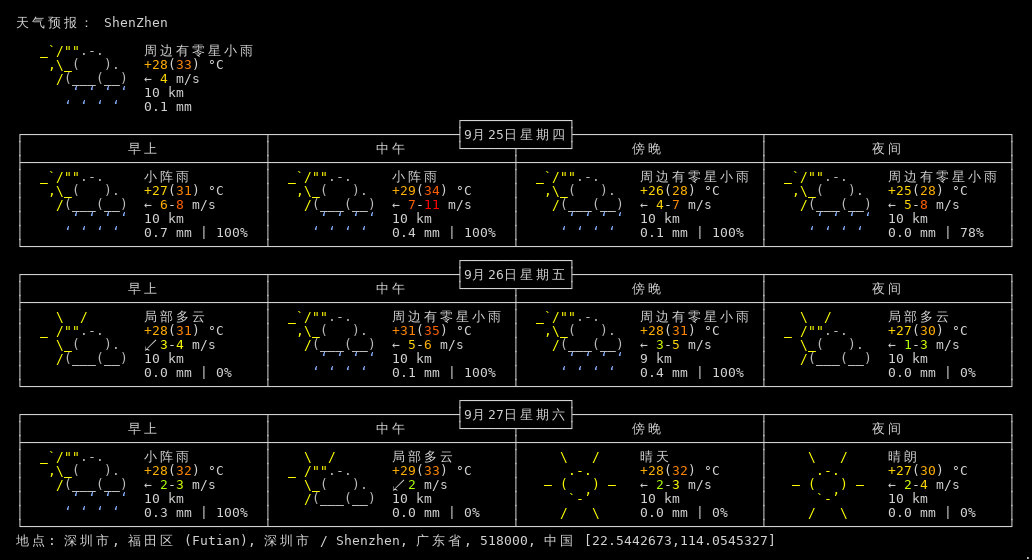 天气预报: ShenZhen
周边有零星小雨
+28(33) °C
← 4 m/s
10 km
0.1 mm
9月25日星期四
早上 中午 傍晚 夜间
小阵雨 小阵雨 周边有零星小雨 周边有零星小雨
+27(31) °C +29(34) °C +26(28) °C +25(28) °C
← 6-8 m/s ← 7-11 m/s ← 4-7 m/s ← 5-8 m/s
10 km 10 km 10 km 10 km
0.7 mm | 100% 0.4 mm | 100% 0.1 mm | 100% 0.0 mm | 78%
9月26日星期五
早上 中午 傍晚 夜间
局部多云 周边有零星小雨 周边有零星小雨 局部多云
+28(31) °C +31(35) °C +28(31) °C +27(30) °C
↙ 3-4 m/s ← 5-6 m/s ← 3-5 m/s ← 1-3 m/s
10 km 10 km 9 km 10 km
0.0 mm | 0% 0.1 mm | 100% 0.4 mm | 100% 0.0 mm | 0%
9月27日星期六
早上 中午 傍晚 夜间
小阵雨 局部多云 晴天 晴朗
+28(32) °C +29(33) °C +28(32) °C +27(30) °C
← 2-3 m/s ↙ 2 m/s ← 2-3 m/s ← 2-4 m/s
10 km 10 km 10 km 10 km
0.3 mm | 100% 0.0 mm | 0% 0.0 mm | 0% 0.0 mm | 0%
地点: 深圳市, 福田区 (Futian), 深圳市 / Shenzhen, 广东省, 518000, 中国 [22.5442673,114.0545327]